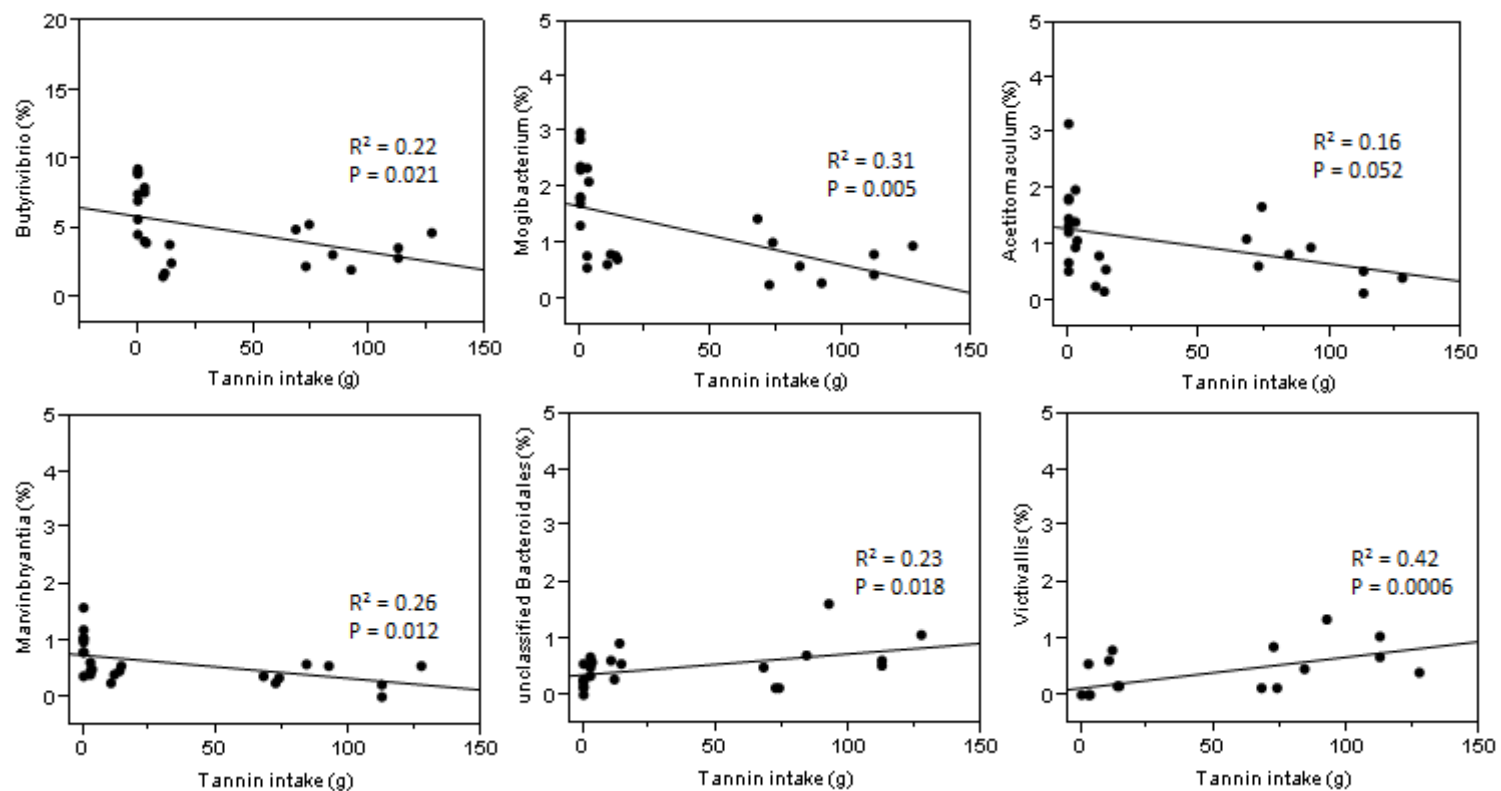 20
15
10
5
0
Butyrivibrio (%)
R² = 0.22
P = 0.021
0 50 100 150
Tannin intake (g)
5
4
3
2
1
0
Mogibacterium (%)
R² = 0.31
P = 0.005
0 50 100 150
Tannin intake (g)
5
4
3
2
1
0
Acetitomaculum (%)
R² = 0.16
P = 0.052
0 50 100 150
Tannin intake (g)
5
4
3
2
1
0
Marvinbryantia (%)
R² = 0.26
P = 0.012
0 50 100 150
Tannin intake (g)
5
4
3
2
1
0
unclassified Bacteroidales (%)
R² = 0.23
P = 0.018
0 50 100 150
Tannin intake (g)
5
4
3
2
1
0
Victivallis (%)
R² = 0.42
P = 0.0006
0 50 100 150
Tannin intake (g)